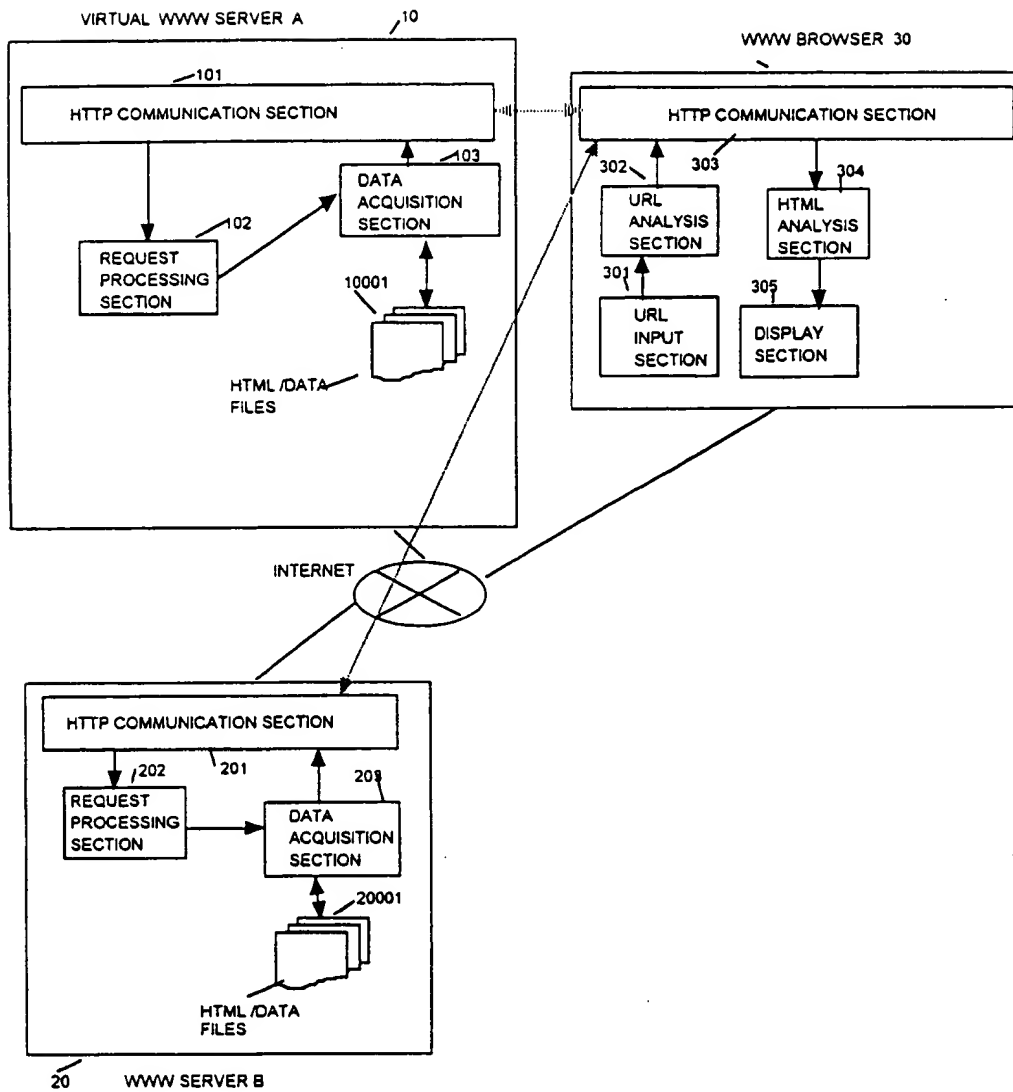 VIRTUAL WWW SERVER A
10
101
HTTP COMMUNICATION SECTION
103
DATA
ACQUISITION
SECTION
102
REQUEST
PROCESSING
SECTION
10001
HTML /DATA
FILES
WWW BROWSER 30
HTTP COMMUNICATION SECTION
303
302
URL
ANALYSIS
SECTION
304
HTML
ANALYSIS
SECTION
301
URL
INPUT
SECTION
305
DISPLAY
SECTION
INTERNET
HTTP COMMUNICATION SECTION
201
202
REQUEST
PROCESSING
SECTION
203
DATA
ACQUISITION
SECTION
20001
HTML /DATA
FILES
20
WWW SERVER B